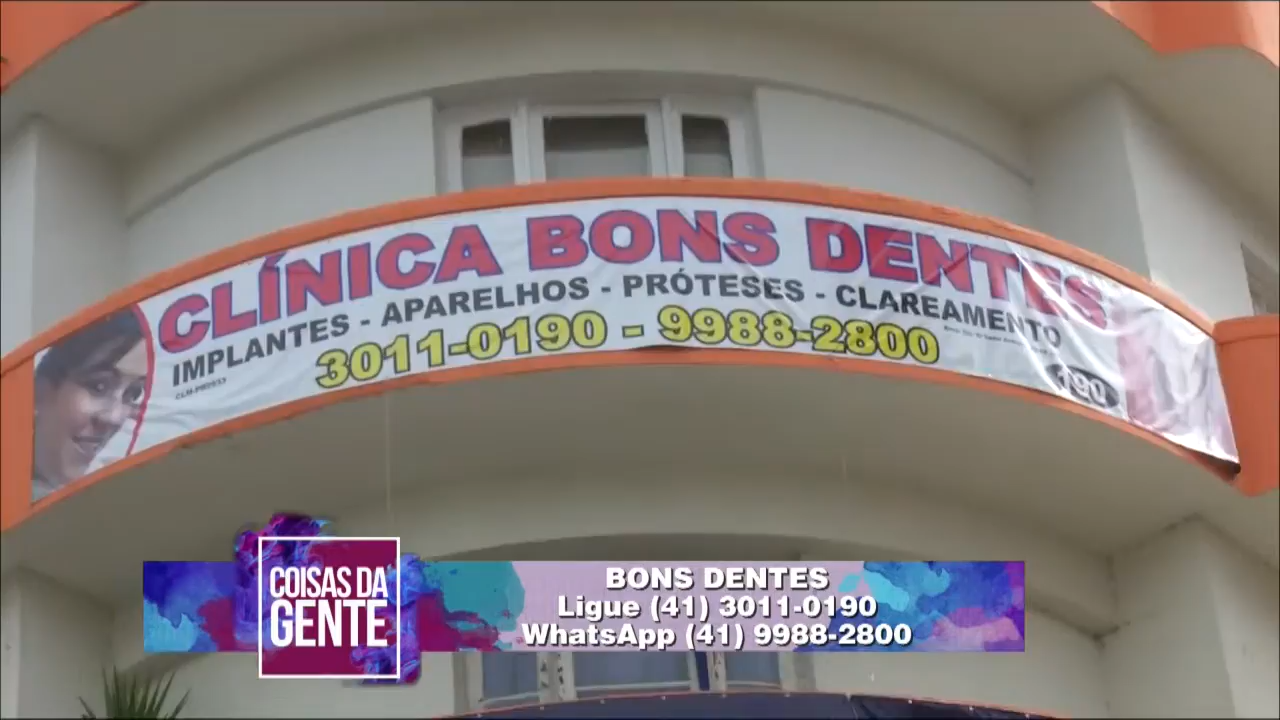 CLÍNICA BONS DENTES
IMPLANTES - APARELHOS - PRÓTESES - CLAREAMENTO
3011-0190 - 9988-2800
190
COISAS DA
GENTE
BONS DENTES
Ligue (41) 3011-0190
WhatsApp (41) 9988-2800